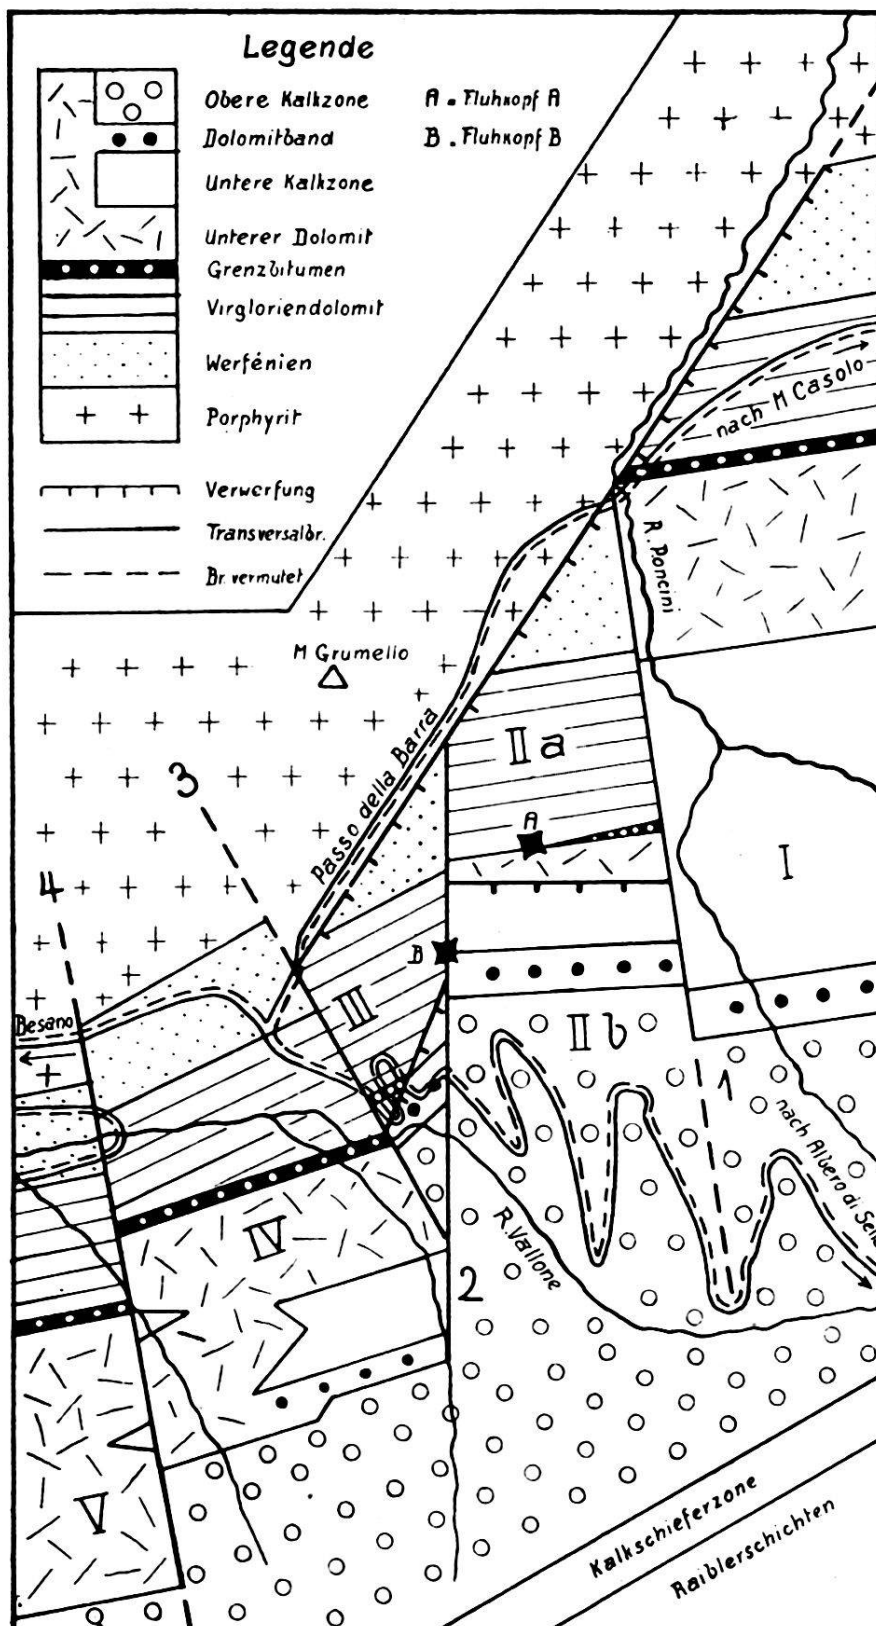 Legende
Obere Kalkzone
Dolomitband
Untere Kalkzone
Unterer Dolomit
Grenzbitumen
Virgloriendolomit
Werfénien
Porphyrit
Verwerfung
Transversalbr.
Br. vermutet
A . Fluhkopf A
B . Fluhkopf B
nach M Casolo
R. Poncini
M Grumello
Passo della Barra
3
4
IIa
A
I
B
III
Besano
IIb
1
nach Albero di Sella
IV
R. Vallone
2
V
Kalkschieferzone
Raiblerschichten